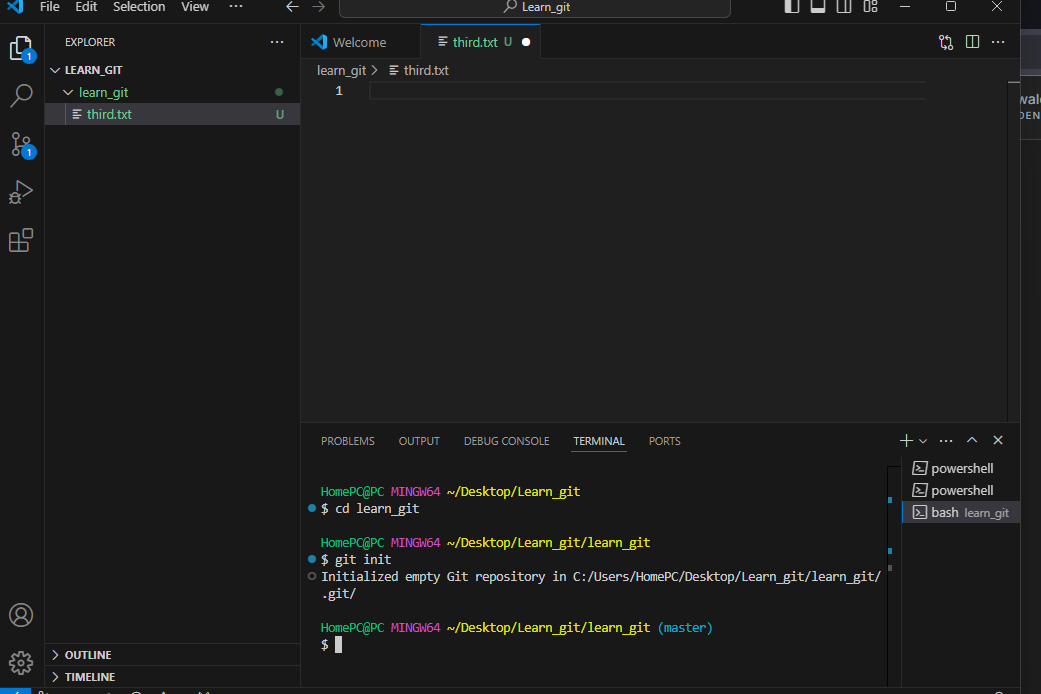 File Edit Selection View ··· Learn_git
EXPLORER ···
LEARN_GIT
learn_git
third.txt U
Welcome third.txt U
learn_git > third.txt
1
PROBLEMS OUTPUT DEBUG CONSOLE TERMINAL PORTS
HomePC@PC MINGW64 ~/Desktop/Learn_git
$ cd learn_git
HomePC@PC MINGW64 ~/Desktop/Learn_git/learn_git
$ git init
Initialized empty Git repository in C:/Users/HomePC/Desktop/Learn_git/learn_git/
.git/
HomePC@PC MINGW64 ~/Desktop/Learn_git/learn_git (master)
$
powershell
powershell
bash learn_git
OUTLINE
TIMELINE
1
1